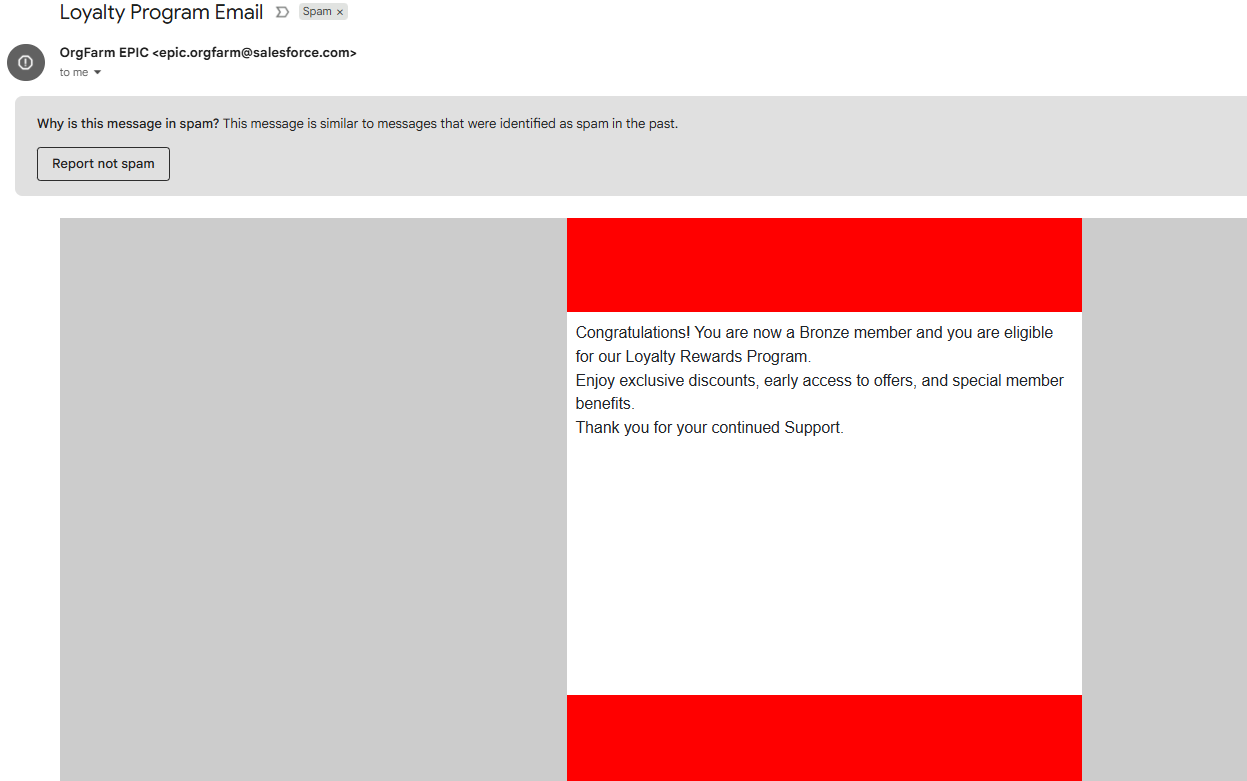 Loyalty Program Email Spam ×
OrgFarm EPIC <epic.orgfarm@salesforce.com>
to me
Why is this message in spam? This message is similar to messages that were identified as spam in the past.
Report not spam
Congratulations! You are now a Bronze member and you are eligible
for our Loyalty Rewards Program.
Enjoy exclusive discounts, early access to offers, and special member
benefits.
Thank you for your continued Support.